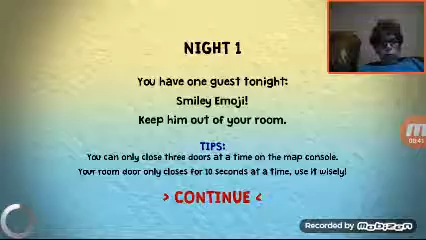 NIGHT 1
You have one guest tonight:
Smiley Emoji!
Keep him out of your room.
TIPS:
You can only close three doors at a time on the map console.
Your room door only closes for 10 seconds at a time, use it wisely!
> CONTINUE <
M
00:41
Recorded by Mobizen